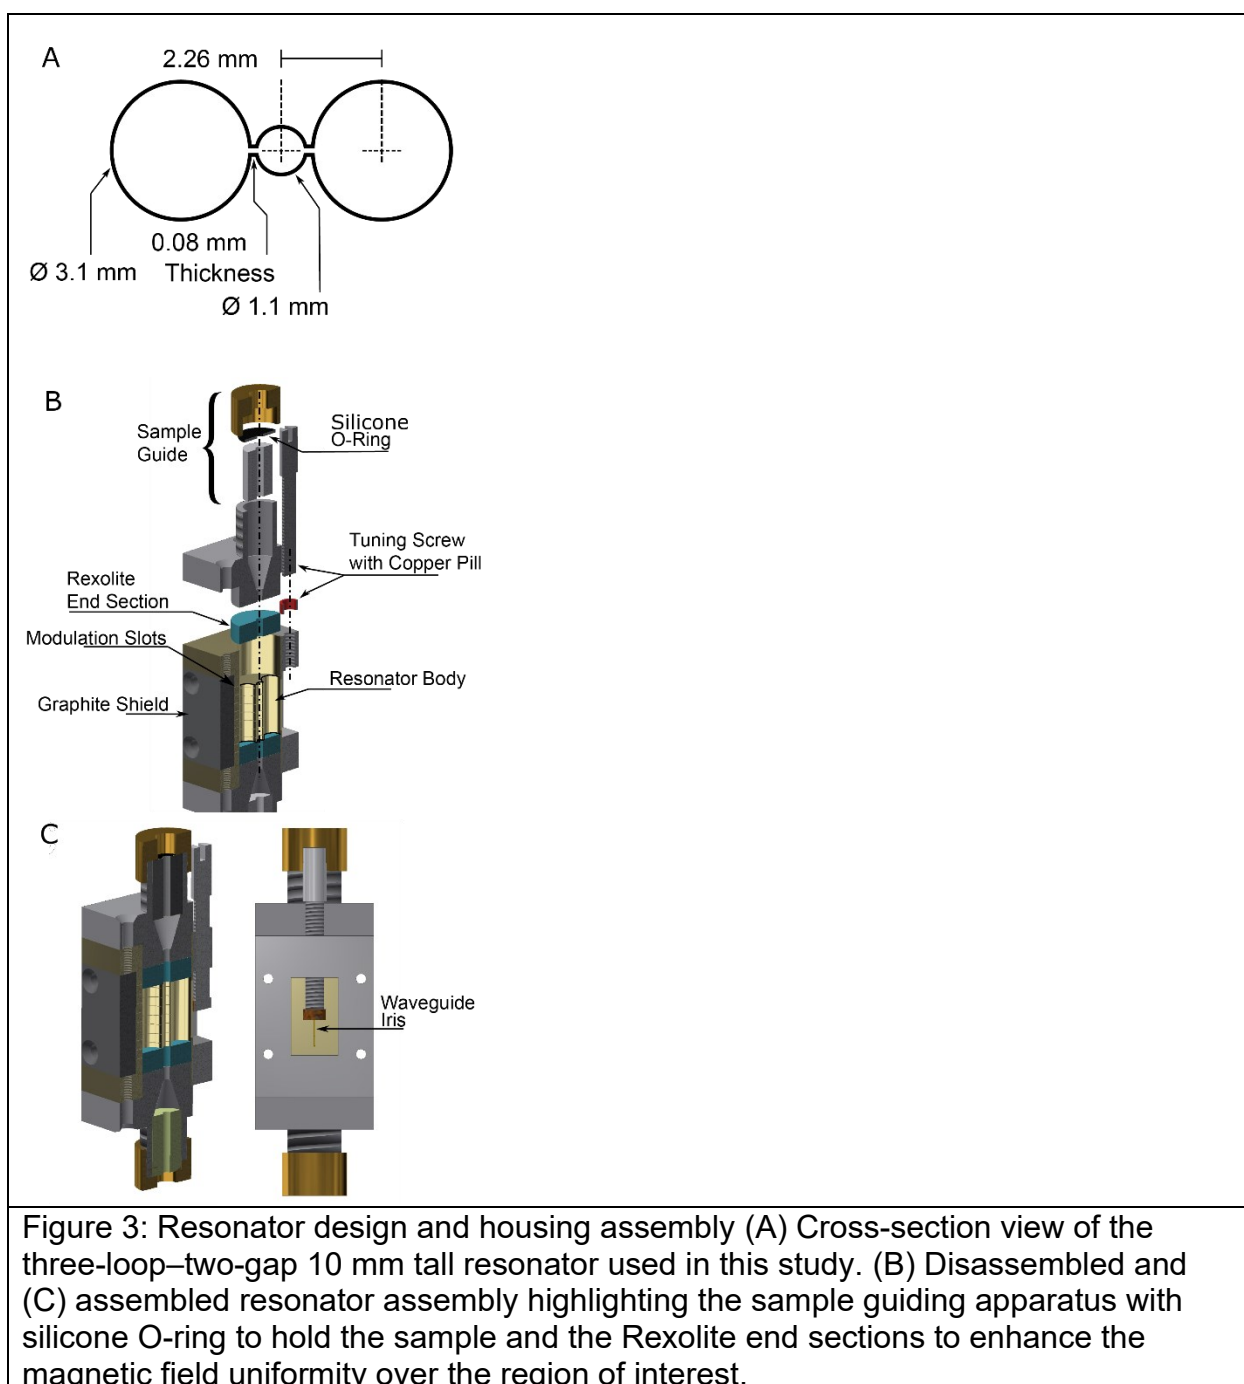 A
2.26 mm
0.08 mm
Thickness
Ø 3.1 mm
Ø 1.1 mm
B
Sample
Guide
Silicone
O-Ring
Tuning Screw
with Copper Pill
Rexolite
End Section
Modulation Slots
Resonator Body
Graphite Shield
C
Waveguide
Iris
Figure 3: Resonator design and housing assembly (A) Cross-section view of the
three-loop–two-gap 10 mm tall resonator used in this study. (B) Disassembled and
(C) assembled resonator assembly highlighting the sample guiding apparatus with
silicone O-ring to hold the sample and the Rexolite end sections to enhance the
magnetic field uniformity over the region of interest.